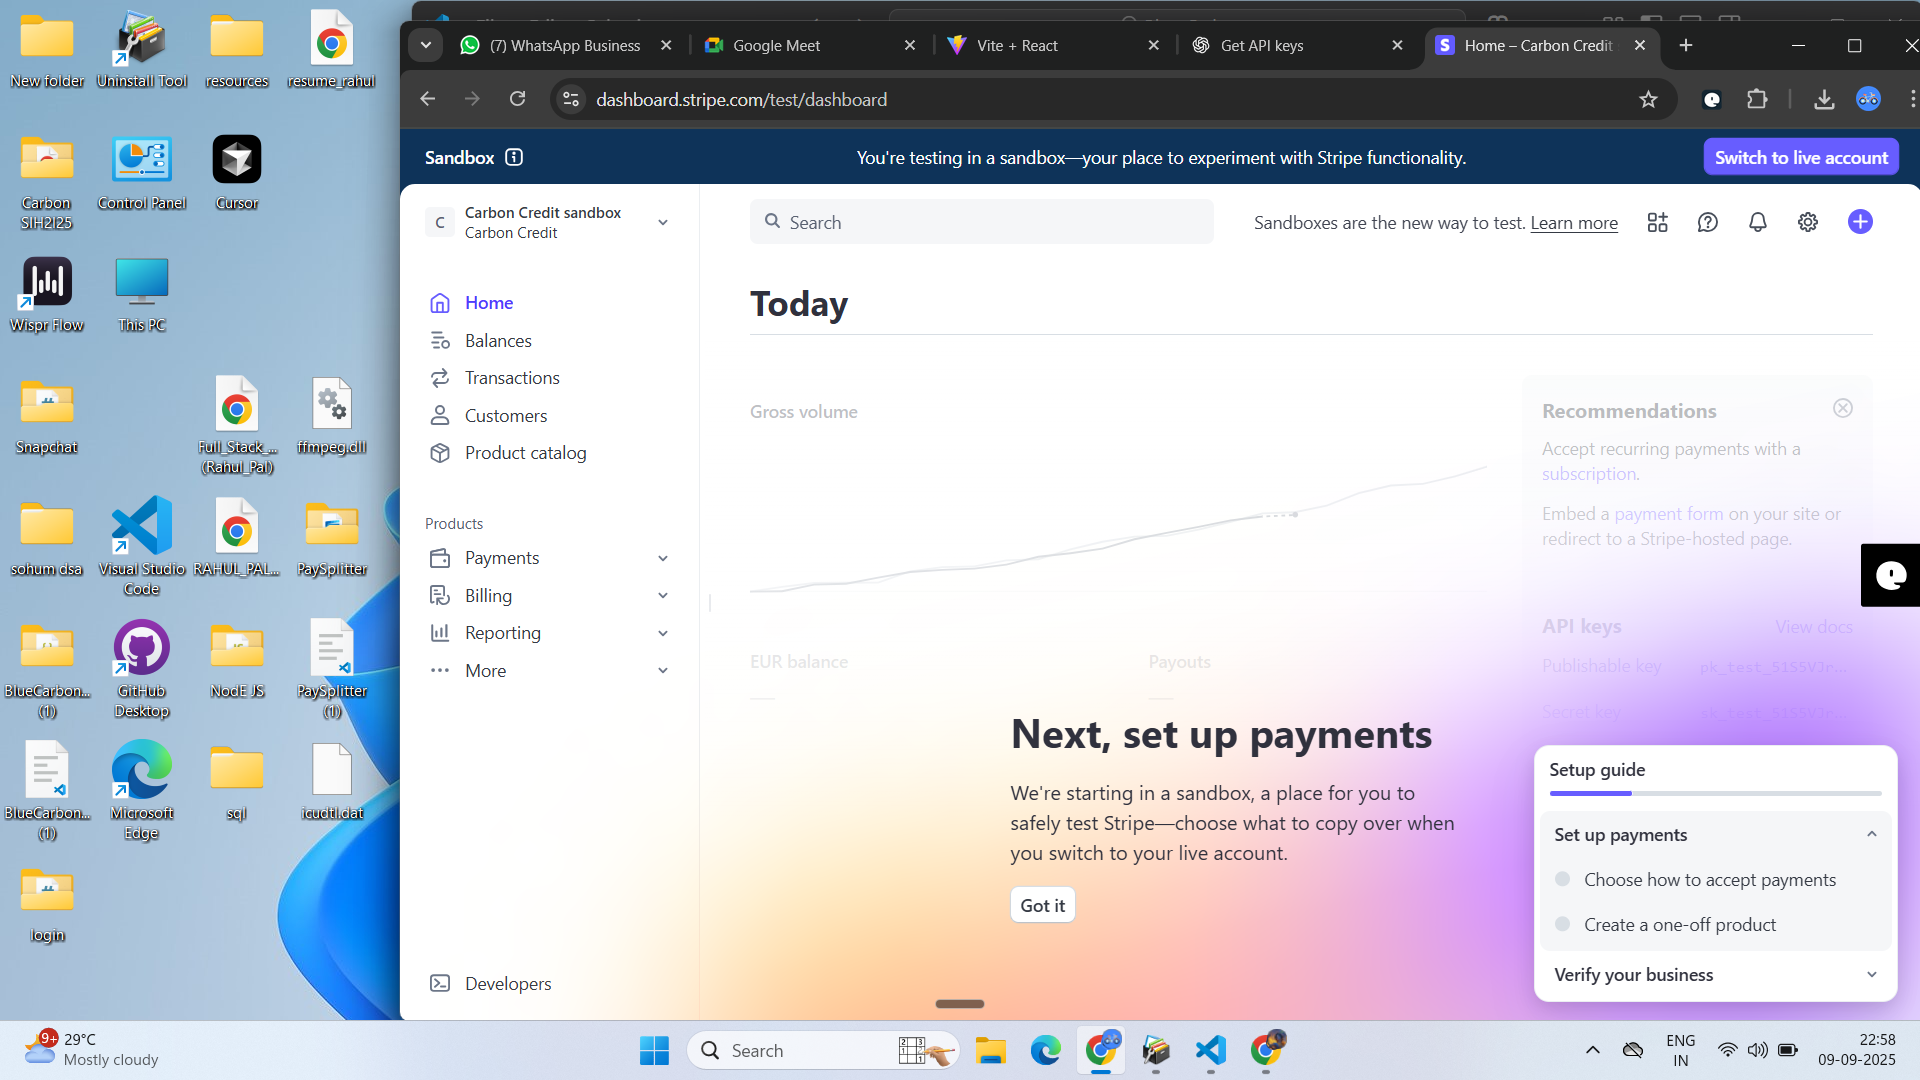 New folder
Uninstall Tool
resources
resume_rahul
Carbon
SIH2I25
Control Panel
Cursor
Wispr Flow
This PC
Snapchat
Full_Stack_...
(Rahul_Pal)
ffmpeg.dll
sohum dsa
Visual Studio
Code
RAHUL_PAL...
PaySplitter
BlueCarbon...
(1)
GitHub
Desktop
NodE JS
PaySplitter
(1)
BlueCarbon...
(1)
Microsoft
Edge
sql
icudtl.dat
login
(7) WhatsApp Business
Google Meet
Vite + React
Get API keys
Home – Carbon Credit
dashboard.stripe.com/test/dashboard
Sandbox
You're testing in a sandbox—your place to experiment with Stripe functionality.
Switch to live account
C
Carbon Credit sandbox
Carbon Credit
Search
Sandboxes are the new way to test. Learn more
Home
Balances
Transactions
Customers
Product catalog
Products
Payments
Billing
Reporting
More
Developers
Today
Gross volume
EUR balance
Payouts
Recommendations
Accept recurring payments with a
subscription.
Embed a payment form on your site or
redirect to a Stripe-hosted page.
API keys
View docs
Publishable key
pk_test_51S5VJr...
Secret key
sk_test_51S5VJr...
Next, set up payments
We're starting in a sandbox, a place for you to
safely test Stripe—choose what to copy over when
you switch to your live account.
Got it
Setup guide
Set up payments
Choose how to accept payments
Create a one-off product
Verify your business
9+
29°C
Mostly cloudy
Search
ENG
IN
22:58
09-09-2025